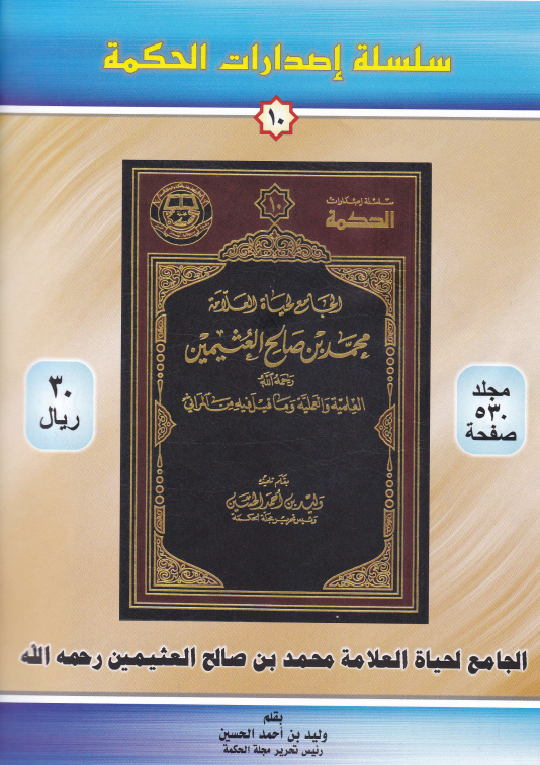 سلسلة إصدارات الحكمة
١٠
١٠
سلسلة إصدارات
الحكمة
الجامع لحياة العلامة
محمد بن صالح العثيمين
رحمه الله
العلمية والعملية وما قيل فيه من المراثي
بقلم تلميذه
وليد بن أحمد الحسين
رئيس تحرير مجلة الحكمة
مجلد
٥٣٠
صفحة
٣٠
ريال
الجامع لحياة العلامة محمد بن صالح العثيمين رحمه الله
بقلم
وليد بن أحمد الحسين
رئيس تحرير مجلة الحكمة